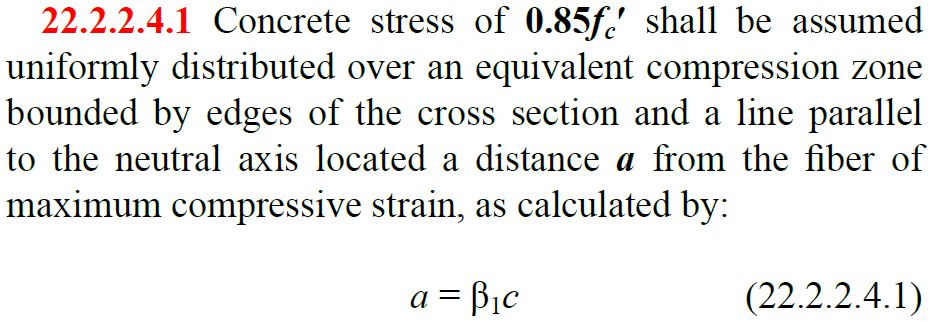 22.2.2.4.1 Concrete stress of 0.85fc′ shall be assumed
uniformly distributed over an equivalent compression zone
bounded by edges of the cross section and a line parallel
to the neutral axis located a distance a from the fiber of
maximum compressive strain, as calculated by:
a = β₁c (22.2.2.4.1)